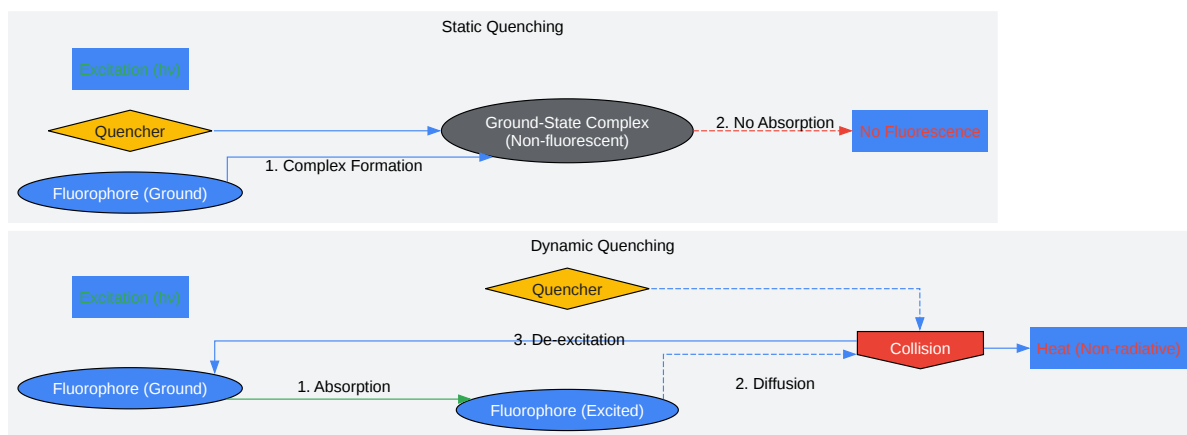 Static Quenching
Excitation (hv)
Quencher
Ground-State Complex
(Non-fluorescent)
2. No Absorption
No Fluorescence
1. Complex Formation
Fluorophore (Ground)
Dynamic Quenching
Excitation (hv)
Quencher
3. De-excitation
Collision
Heat (Non-radiative)
Fluorophore (Ground)
1. Absorption
2. Diffusion
Fluorophore (Excited)